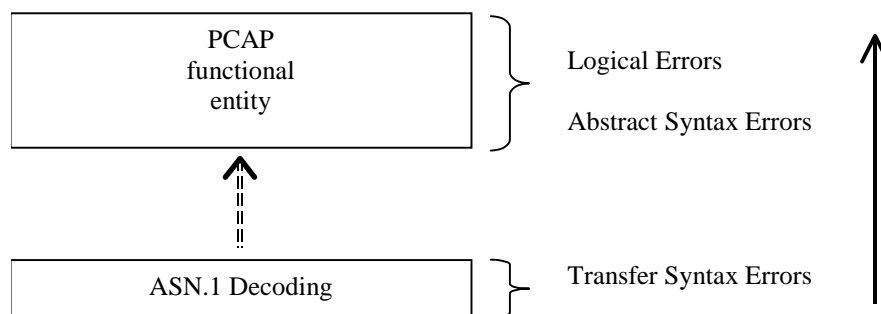 PCAP
functional
entity
Logical Errors
Abstract Syntax Errors
ASN.1 Decoding
Transfer Syntax Errors